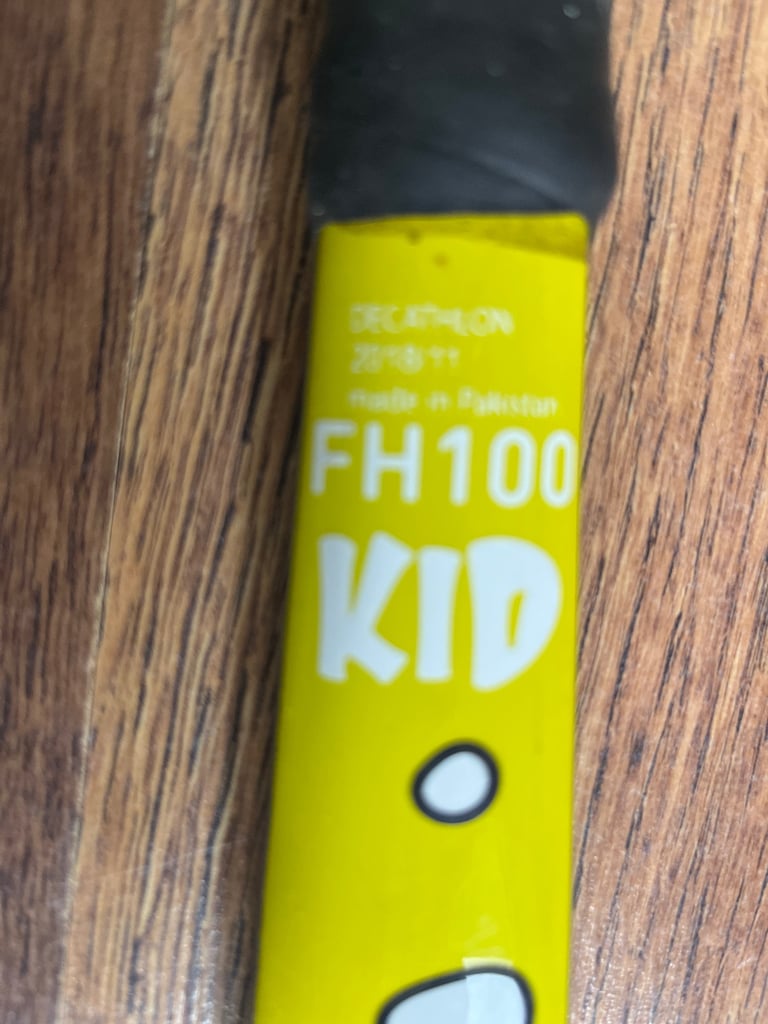 DECATHLON
made in Pakistan
FH100
KID